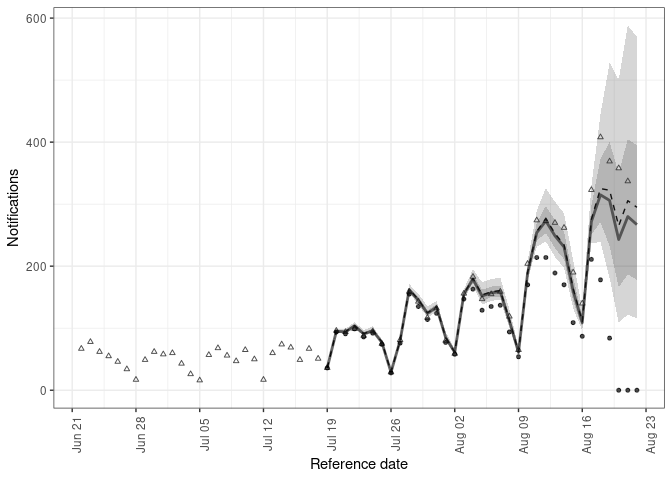 600
400
200
0
Notifications
Jun 21
Jun 28
Jul 05
Jul 12
Jul 19
Jul 26
Aug 02
Aug 09
Aug 16
Aug 23
Reference date